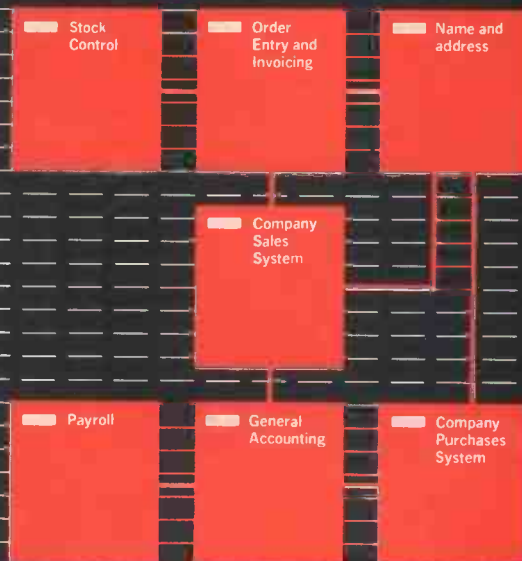 Stock
Control
Order
Entry and
Invoicing
Name and
address
Company
Sales
System
Payroll
General
Accounting
Company
Purchases
System